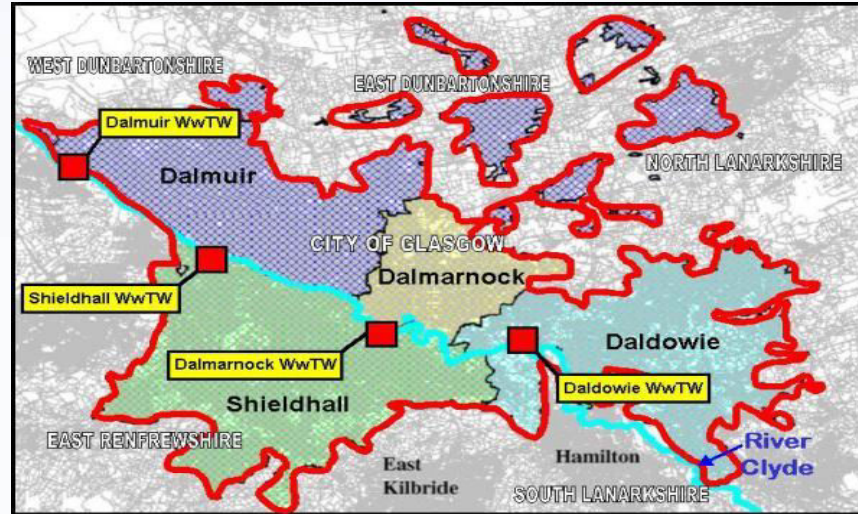 WEST DUNBARTONSHIRE
EAST DUNBARTONSHIRE
Dalmuir WwTW
NORTH LANARKSHIRE
Dalmuir
CITY OF GLASGOW
Dalmarnock
Shieldhall WwTW
Daldowie
Dalmarnock WwTW
Daldowie WwTW
Shieldhall
EAST RENFREWSHIRE
East
Kilbride
Hamilton
River
Clyde
SOUTH LANARKSHIRE